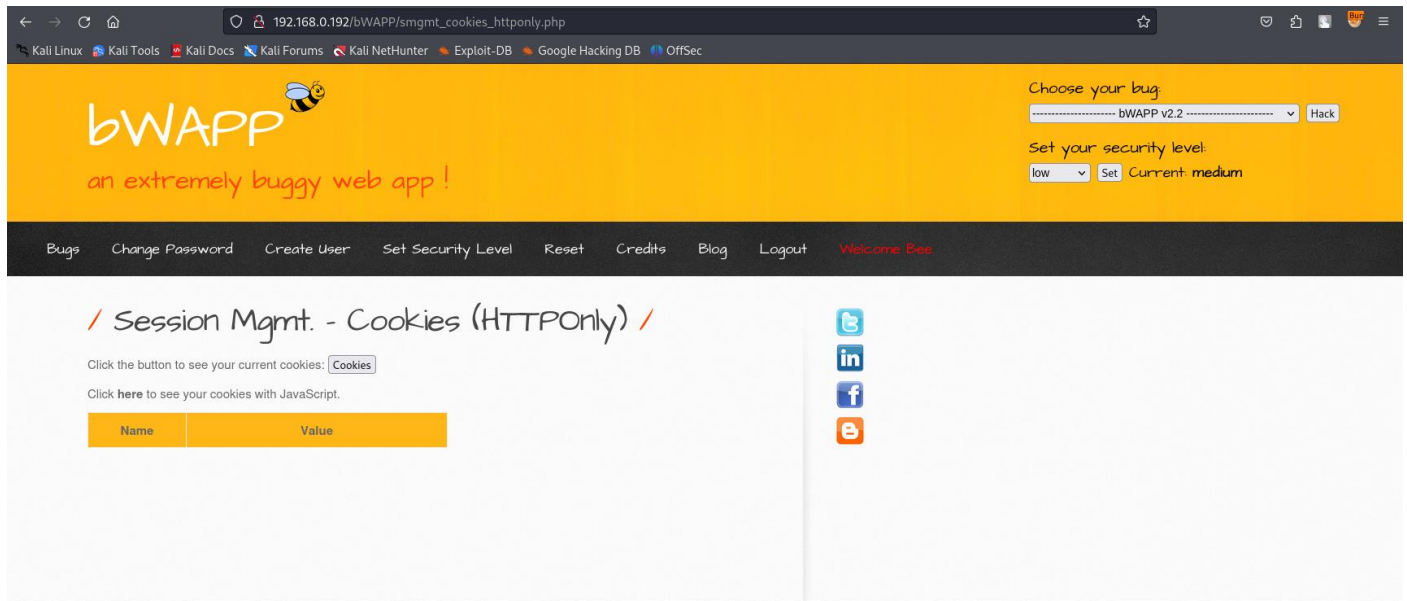 192.168.0.192/bWAPP/smgmt_cookies_httponly.php
Burp
Kali Linux Kali Tools Kali Docs Kali Forums Kali NetHunter Exploit-DB Google Hacking DB OffSec
bWAPP
an extremely buggy web app !
Choose your bug:
---------------------- bWAPP v2.2 ----------------------- Hack
Set your security level:
low Set Current: medium
Bugs Change Password Create User Set Security Level Reset Credits Blog Logout Welcome Bee
/ Session Mgmt. - Cookies (HTTPOnly) /
Click the button to see your current cookies: Cookies
Click here to see your cookies with JavaScript.
Name Value